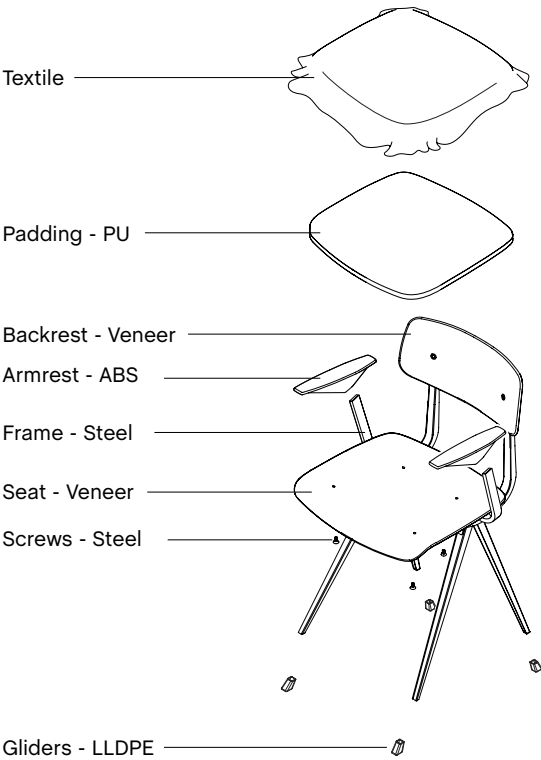 Textile
Padding - PU
Backrest - Veneer
Armrest - ABS
Frame - Steel
Seat - Veneer
Screws - Steel
Gliders - LLDPE